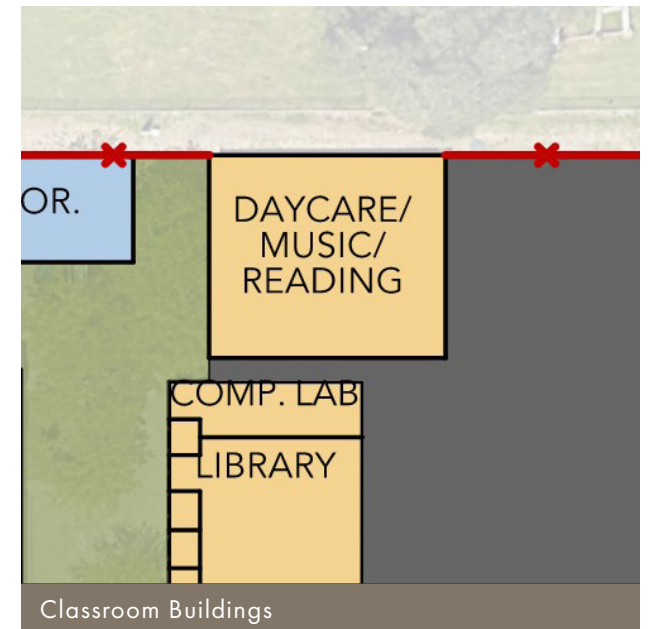 OR.
DAYCARE/
MUSIC/
READING
COMP. LAB
LIBRARY
Classroom Buildings